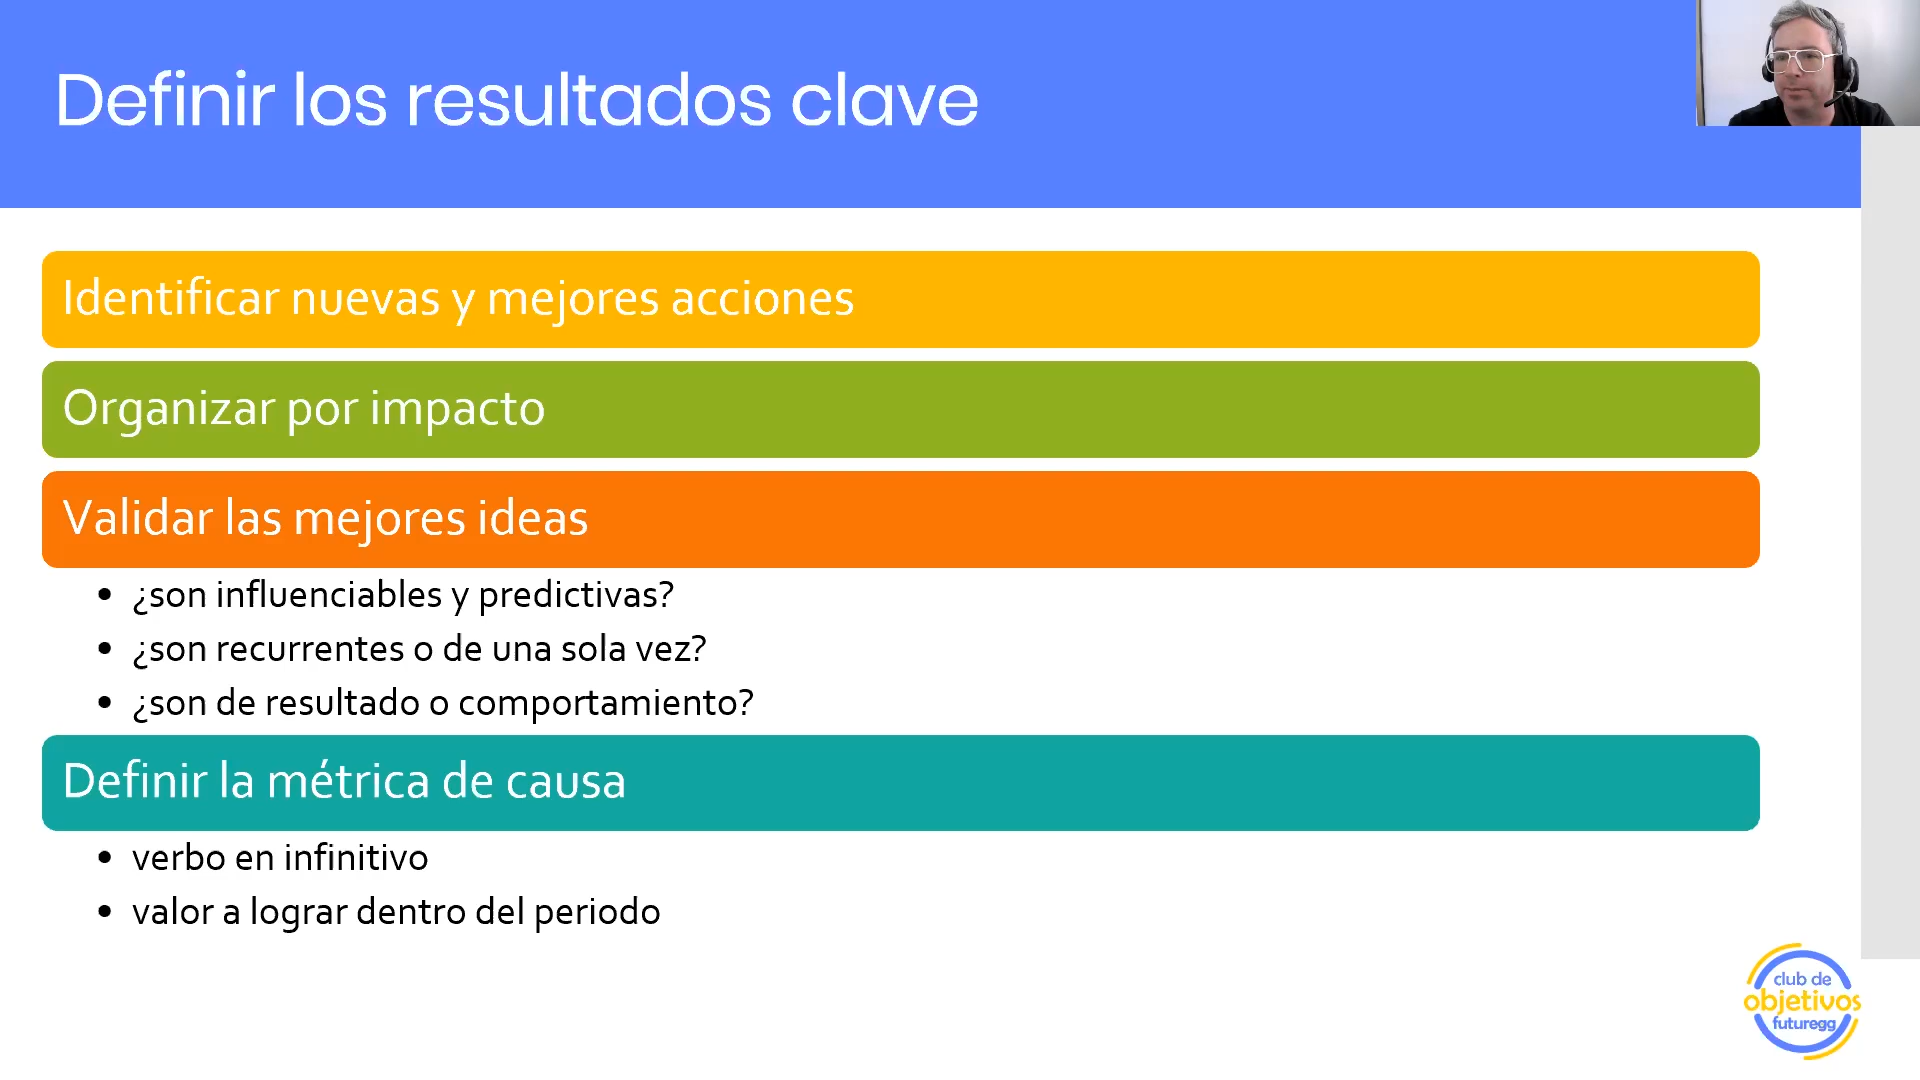 Definir los resultados clave
Identificar nuevas y mejores acciones
Organizar por impacto
Validar las mejores ideas
• ¿son influenciables y predictivas?
• ¿son recurrentes o de una sola vez?
• ¿son de resultado o comportamiento?
Definir la métrica de causa
• verbo en infinitivo
• valor a lograr dentro del periodo
club de
objetivos
futuregg